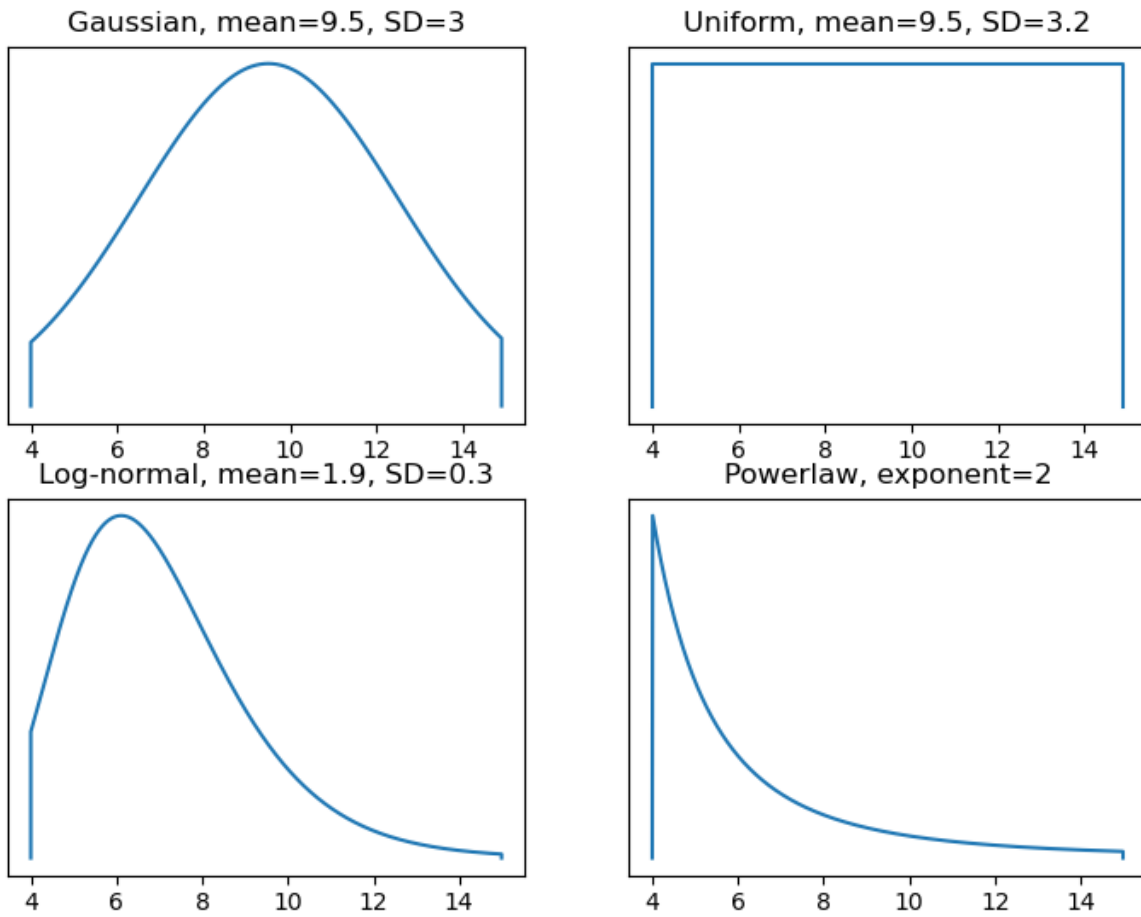 Gaussian, mean=9.5, SD=3
4 6 8 10 12 14
Uniform, mean=9.5, SD=3.2
4 6 8 10 12 14
Log-normal, mean=1.9, SD=0.3
4 6 8 10 12 14
Powerlaw, exponent=2
4 6 8 10 12 14